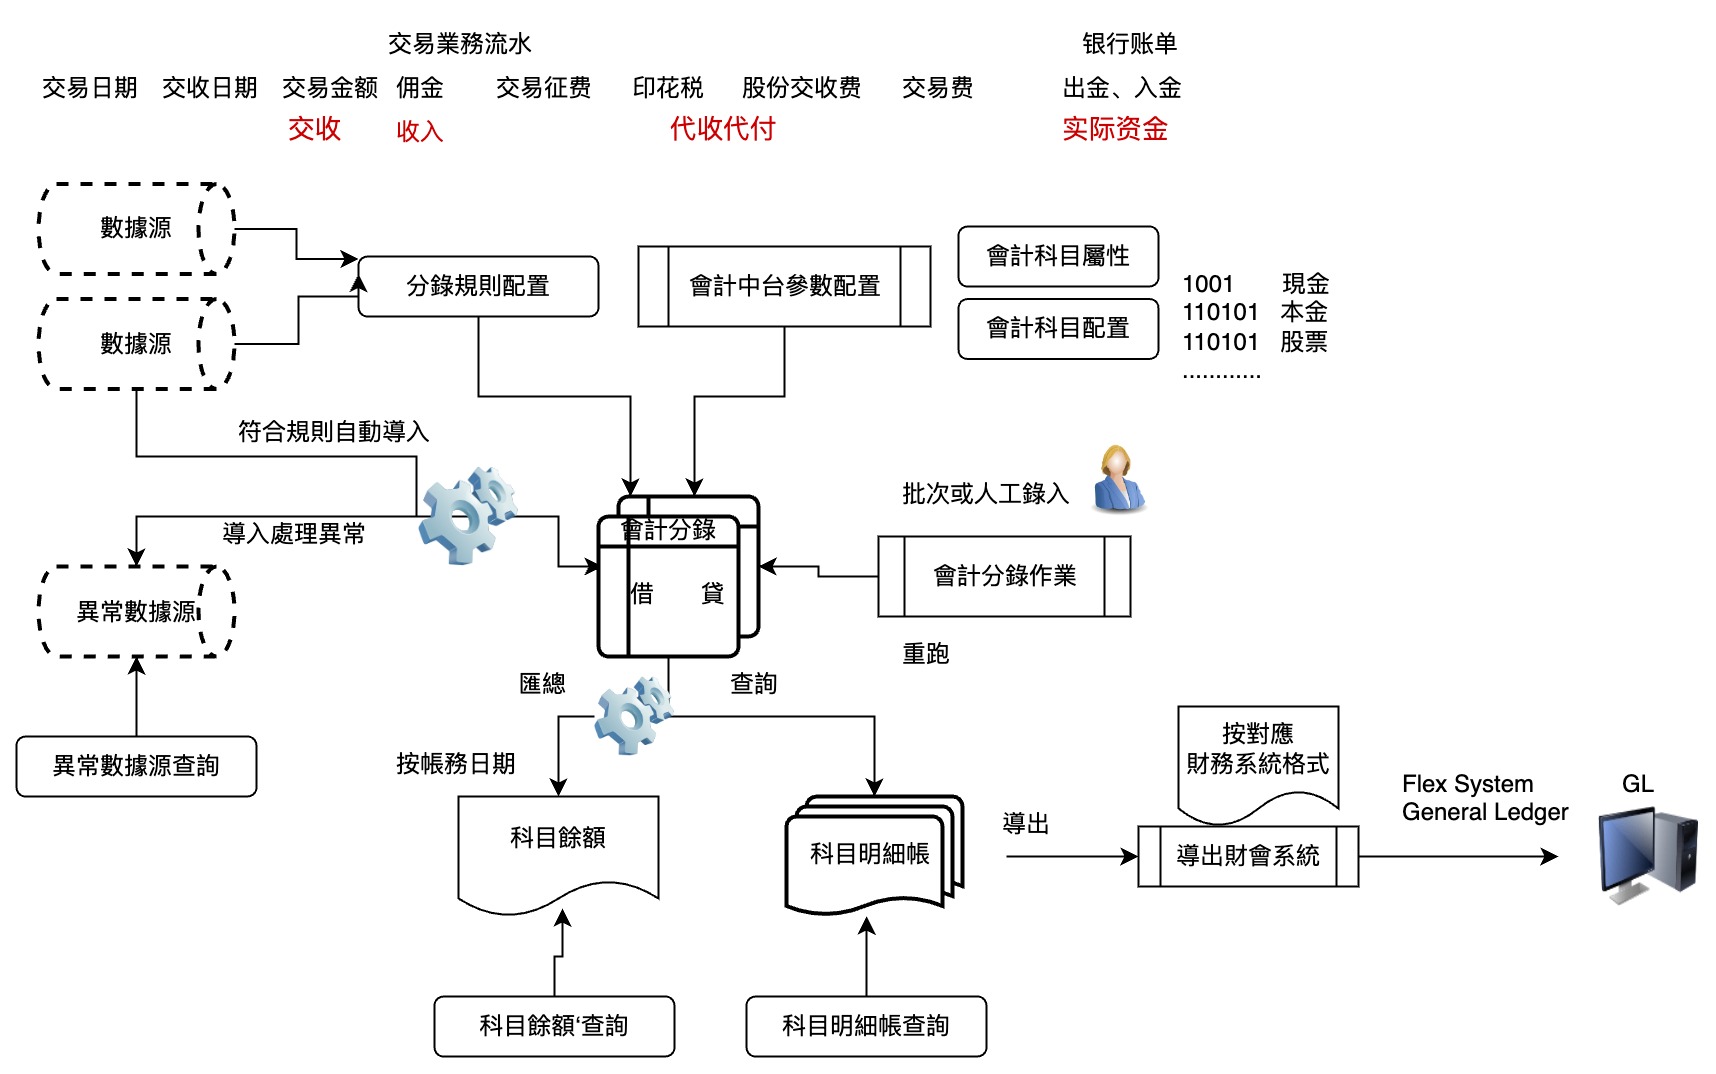 交易業務流水
银行账单
交易日期
交收日期
交易金额
佣金
交易征费
印花税
股份交收费
交易费
出金、入金
交收
收入
代收代付
实际资金
數據源
分錄規則配置
會計中台參數配置
會計科目屬性
會計科目配置
1001 現金
110101 本金
110101 股票
............
數據源
符合規則自動導入
批次或人工錄入
導入處理異常
會計分錄
借 貸
會計分錄作業
異常數據源
重跑
匯總
查詢
異常數據源查詢
按帳務日期
按對應
財務系統格式
Flex System
General Ledger
GL
科目餘額
科目明細帳
導出
導出財會系統
科目餘額‘查詢
科目明細帳查詢